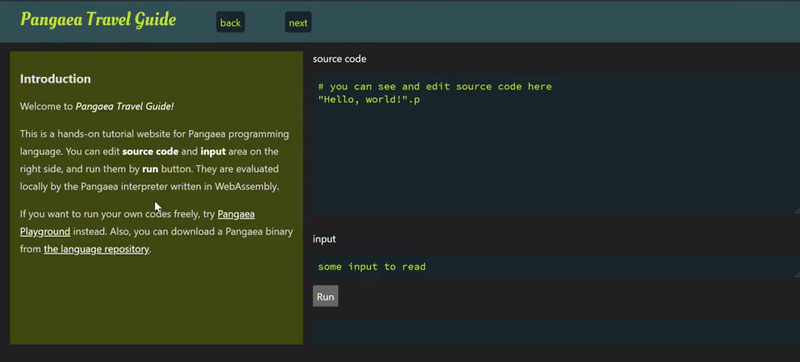 Pangaea Travel Guide
back
next
Introduction
Welcome to Pangaea Travel Guide!
This is a hands-on tutorial website for Pangaea programming
language. You can edit source code and input area on the
right side, and run them by run button. They are evaluated
locally by the Pangaea interpreter written in WebAssembly.
If you want to run your own codes freely, try Pangaea
Playground instead. Also, you can download a Pangaea binary
from the language repository.
source code
# you can see and edit source code here
"Hello, world!".p
input
some input to read
Run